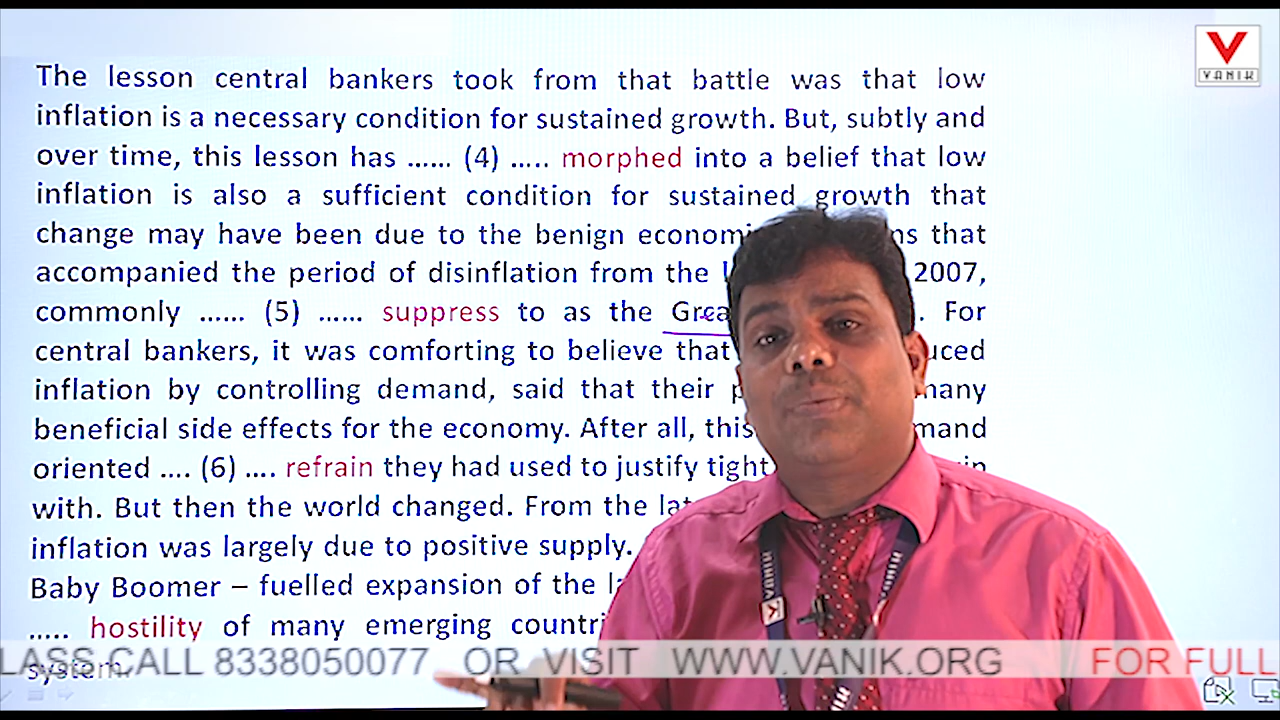 VANIK
The lesson central bankers took from that battle was that low
inflation is a necessary condition for sustained growth. But, subtly and
over time, this lesson has ...... (4) ..... morphed into a belief that low
inflation is also a sufficient condition for sustained growth that
change may have been due to the benign that
accompanied the period of disinflation from the 2007,
commonly ...... (5) ...... suppress to as the For
central bankers, it was comforting to believe that
inflation by controlling demand, said that their many
beneficial side effects for the economy. After all, this
oriented .... (6) .... refrain they had used to justify tight
with. But then the world changed. From the
inflation was largely due to positive supply.
Baby Boomer – fuelled expansion of the
..... hostility of many emerging
system.
CALL 8338050077 OR VISIT WWW.VANIK.ORG FOR FULL
VANIK
VANIK